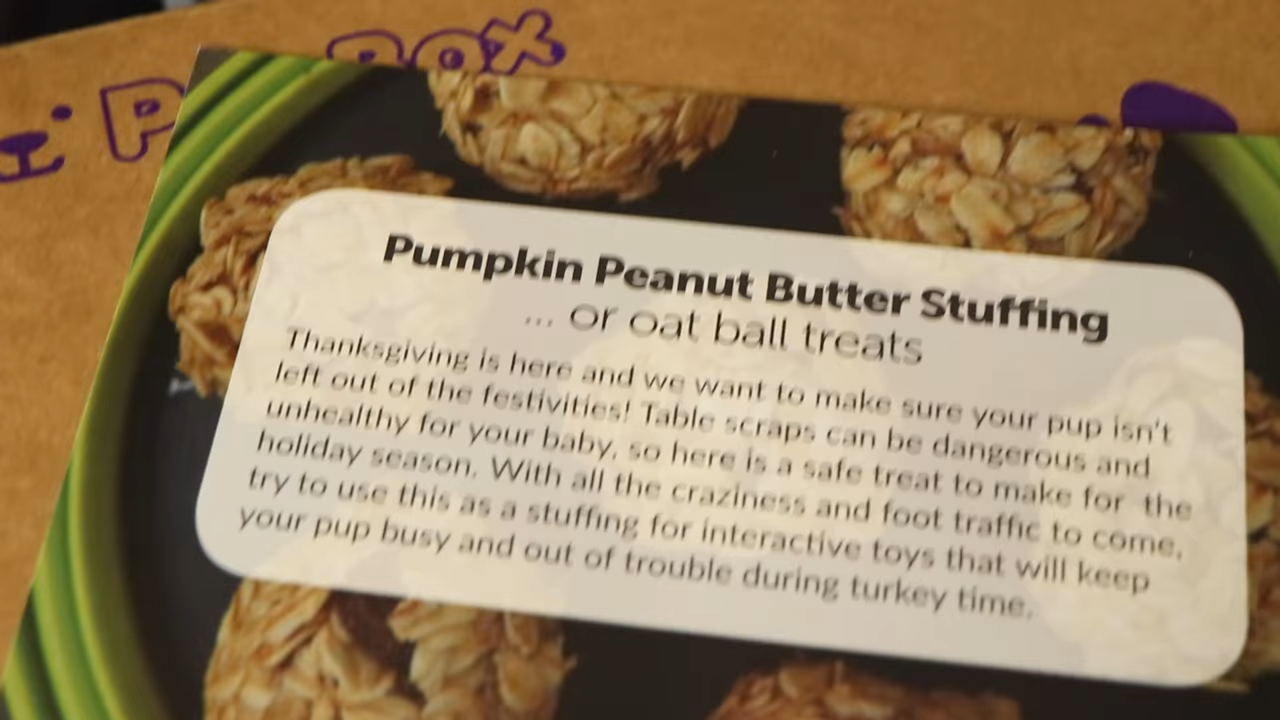 P BOX
Pumpkin Peanut Butter Stuffing
... or oat ball treats
Thanksgiving is here and we want to make sure your pup isn't
left out of the festivities! Table scraps can be dangerous and
unhealthy for your baby, so here is a safe treat to make for the
holiday season. With all the craziness and foot traffic to come,
try to use this as a stuffing for interactive toys that will keep
your pup busy and out of trouble during turkey time.